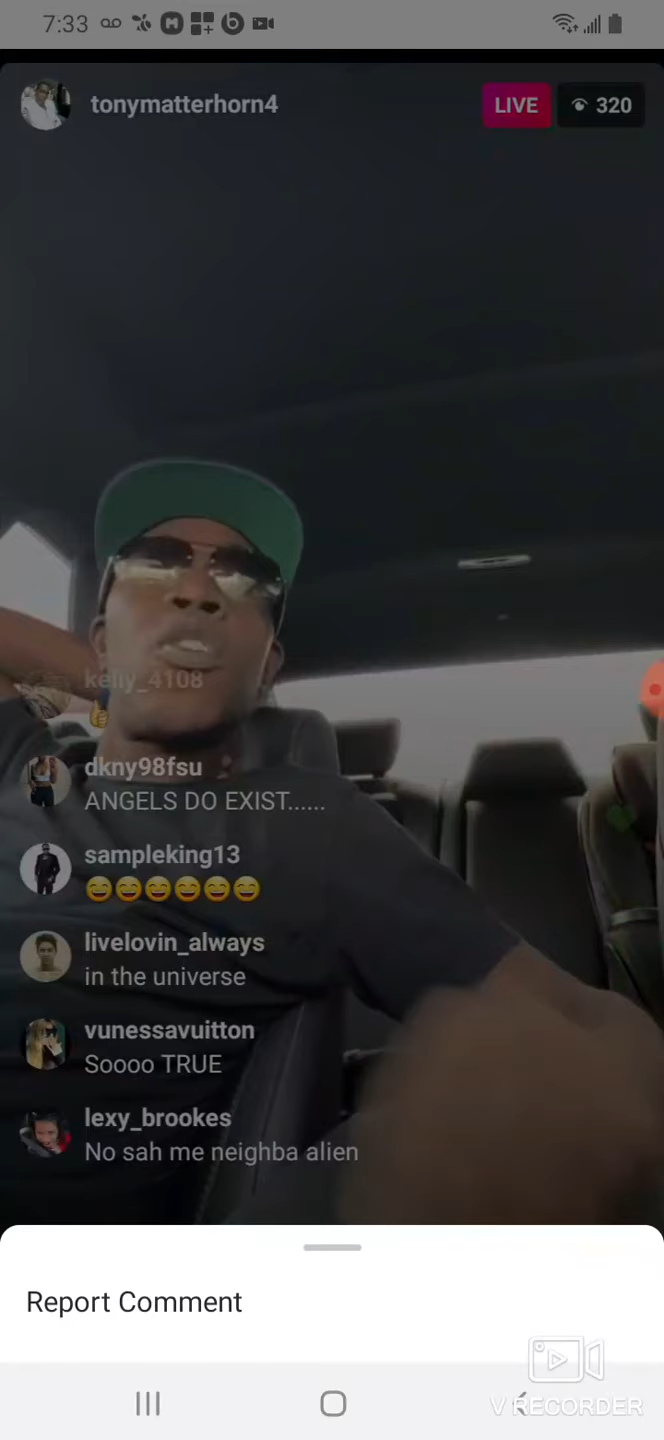 7:33
tonymatterhorn4
LIVE
320
kelly_4108
👍
dkny98fsu
ANGELS DO EXIST......
sampleking13
😄😄😄😄😄😄
livelovin_always
in the universe
vunessavuitton
Soooo TRUE
lexy_brookes
No sah me neighba alien
Report Comment
V RECORDER